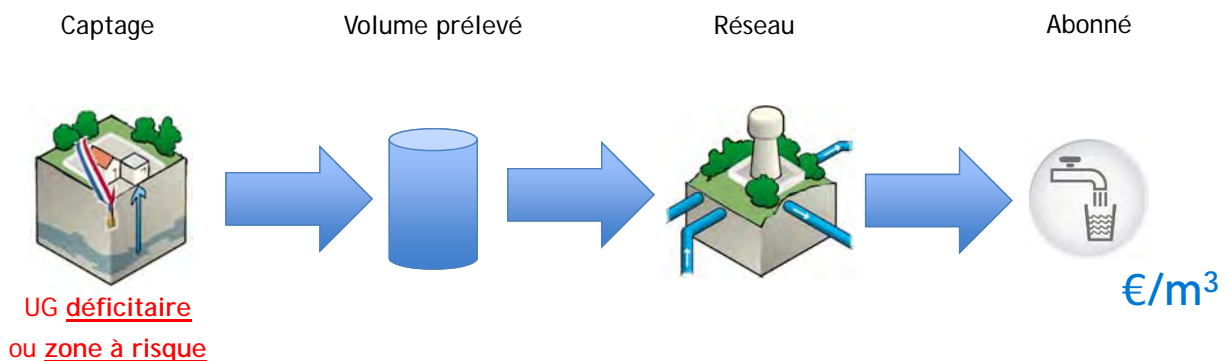 Captage
Volume prélevé
Réseau
Abonné
UG déficitaire
ou zone à risque
€/m³